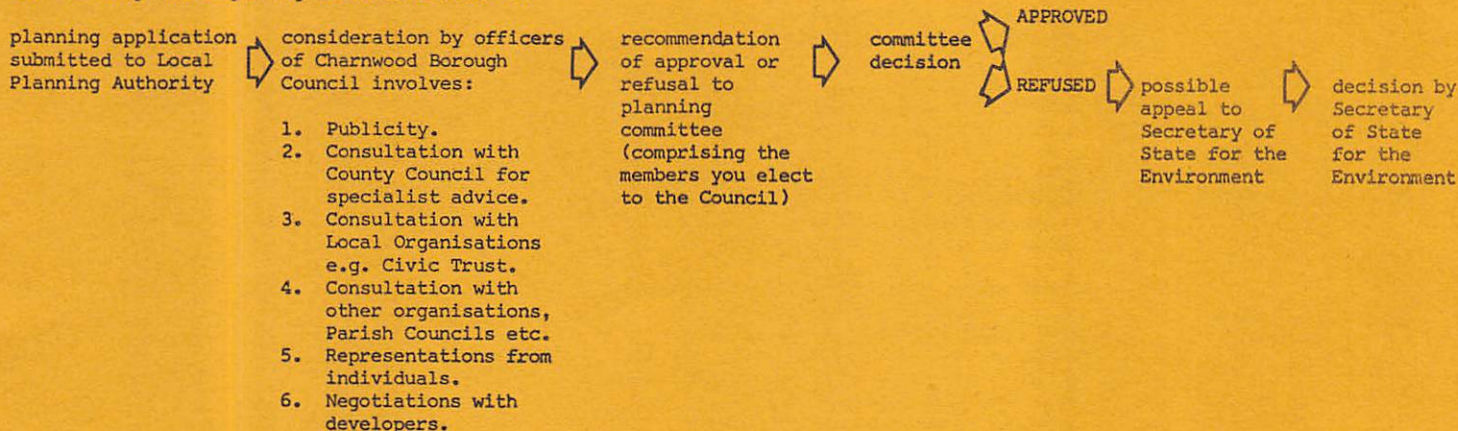 planning application
submitted to Local
Planning Authority
consideration by officers
of Charnwood Borough
Council involves:
1. Publicity.
2. Consultation with
County Council for
specialist advice.
3. Consultation with
Local Organisations
e.g. Civic Trust.
4. Consultation with
other organisations,
Parish Councils etc.
5. Representations from
individuals.
6. Negotiations with
developers.
recommendation
of approval or
refusal to
planning
committee
(comprising the
members you elect
to the Council)
committee
decision
APPROVED
REFUSED
possible
appeal to
Secretary of
State for the
Environment
decision by
Secretary
of State
for the
Environment